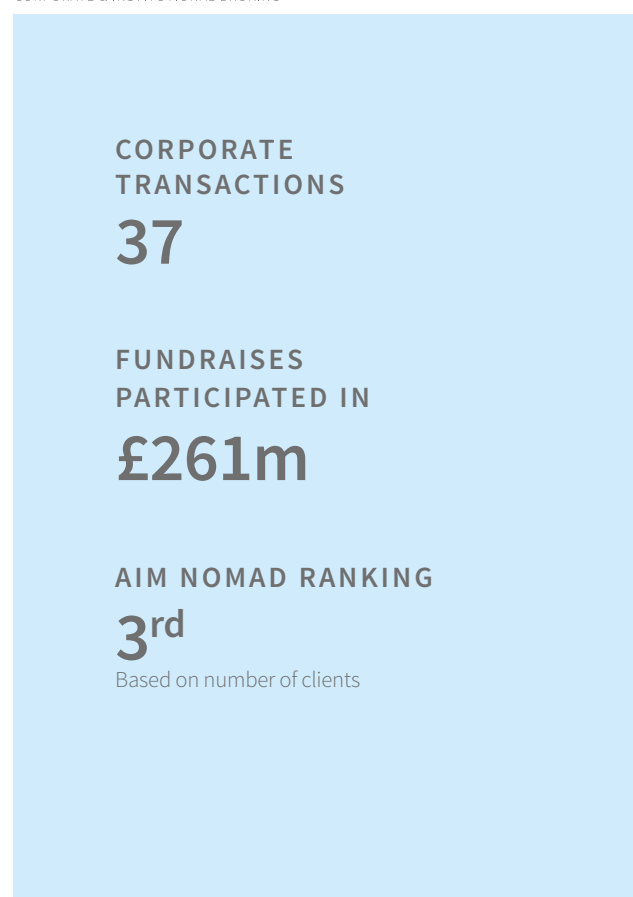 CORPORATE
TRANSACTIONS
37
FUNDRAISES
PARTICIPATED IN
£261m
AIM NOMAD RANKING
3rd
Based on number of clients